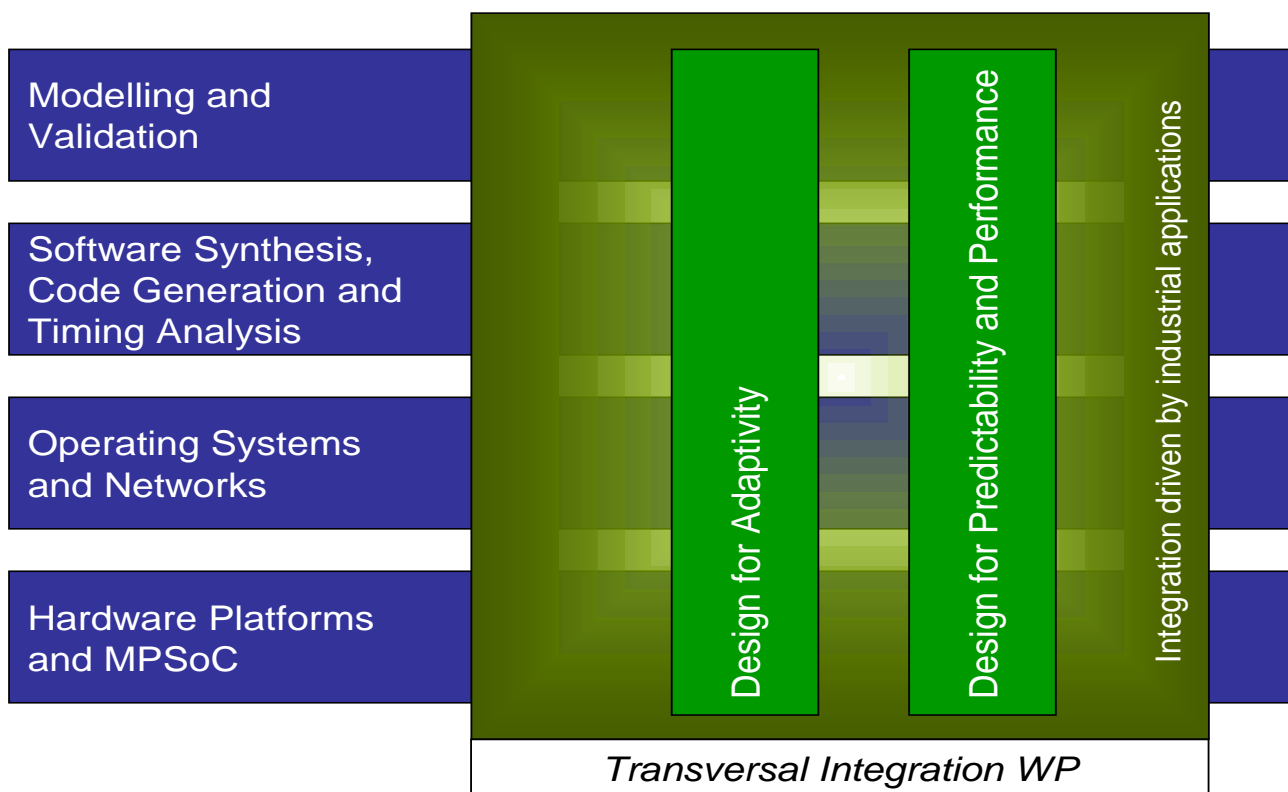 Modelling and
Validation
Software Synthesis,
Code Generation and
Timing Analysis
Operating Systems
and Networks
Hardware Platforms
and MPSoC
Design for Adaptivity
Design for Predictability and Performance
Integration driven by industrial applications
Transversal Integration WP